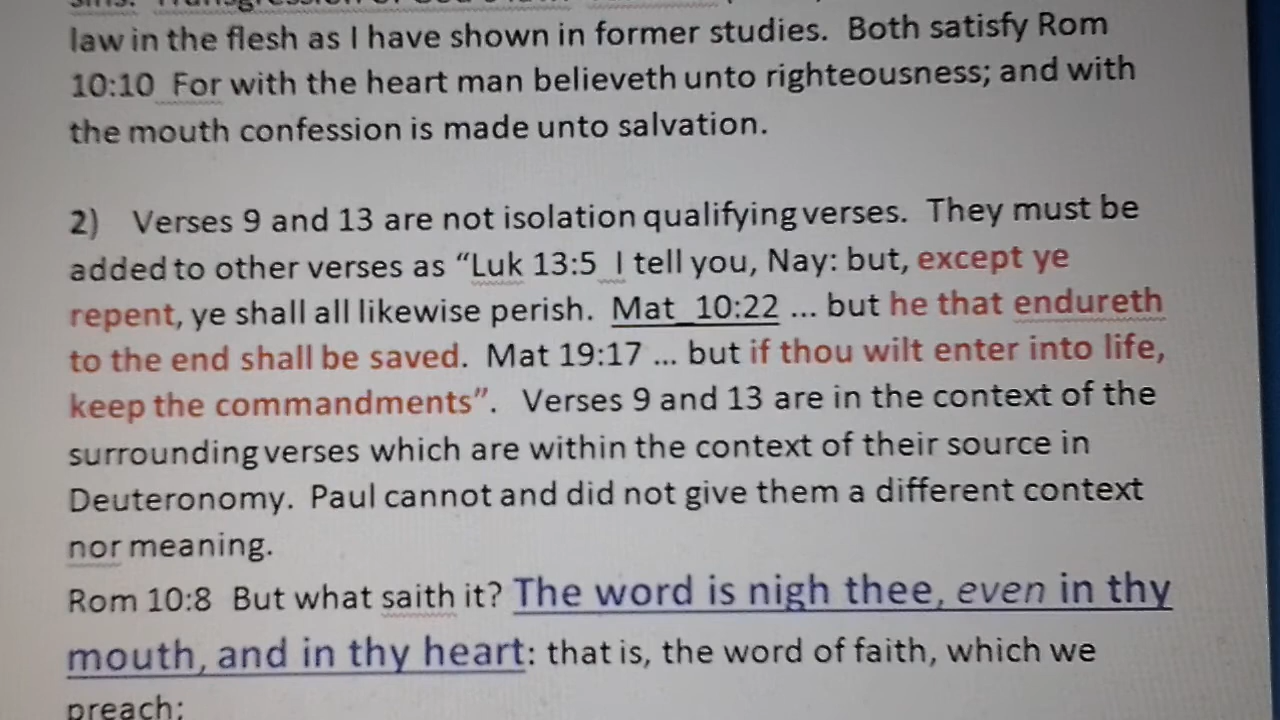 law in the flesh as I have shown in former studies. Both satisfy Rom
10:10 For with the heart man believeth unto righteousness; and with
the mouth confession is made unto salvation.
2) Verses 9 and 13 are not isolation qualifying verses. They must be
added to other verses as “Luk 13:5 I tell you, Nay: but, except ye
repent, ye shall all likewise perish. Mat 10:22 ... but he that endureth
to the end shall be saved. Mat 19:17 ... but if thou wilt enter into life,
keep the commandments”. Verses 9 and 13 are in the context of the
surrounding verses which are within the context of their source in
Deuteronomy. Paul cannot and did not give them a different context
nor meaning.
Rom 10:8 But what saith it? The word is nigh thee, even in thy
mouth, and in thy heart: that is, the word of faith, which we
preach;